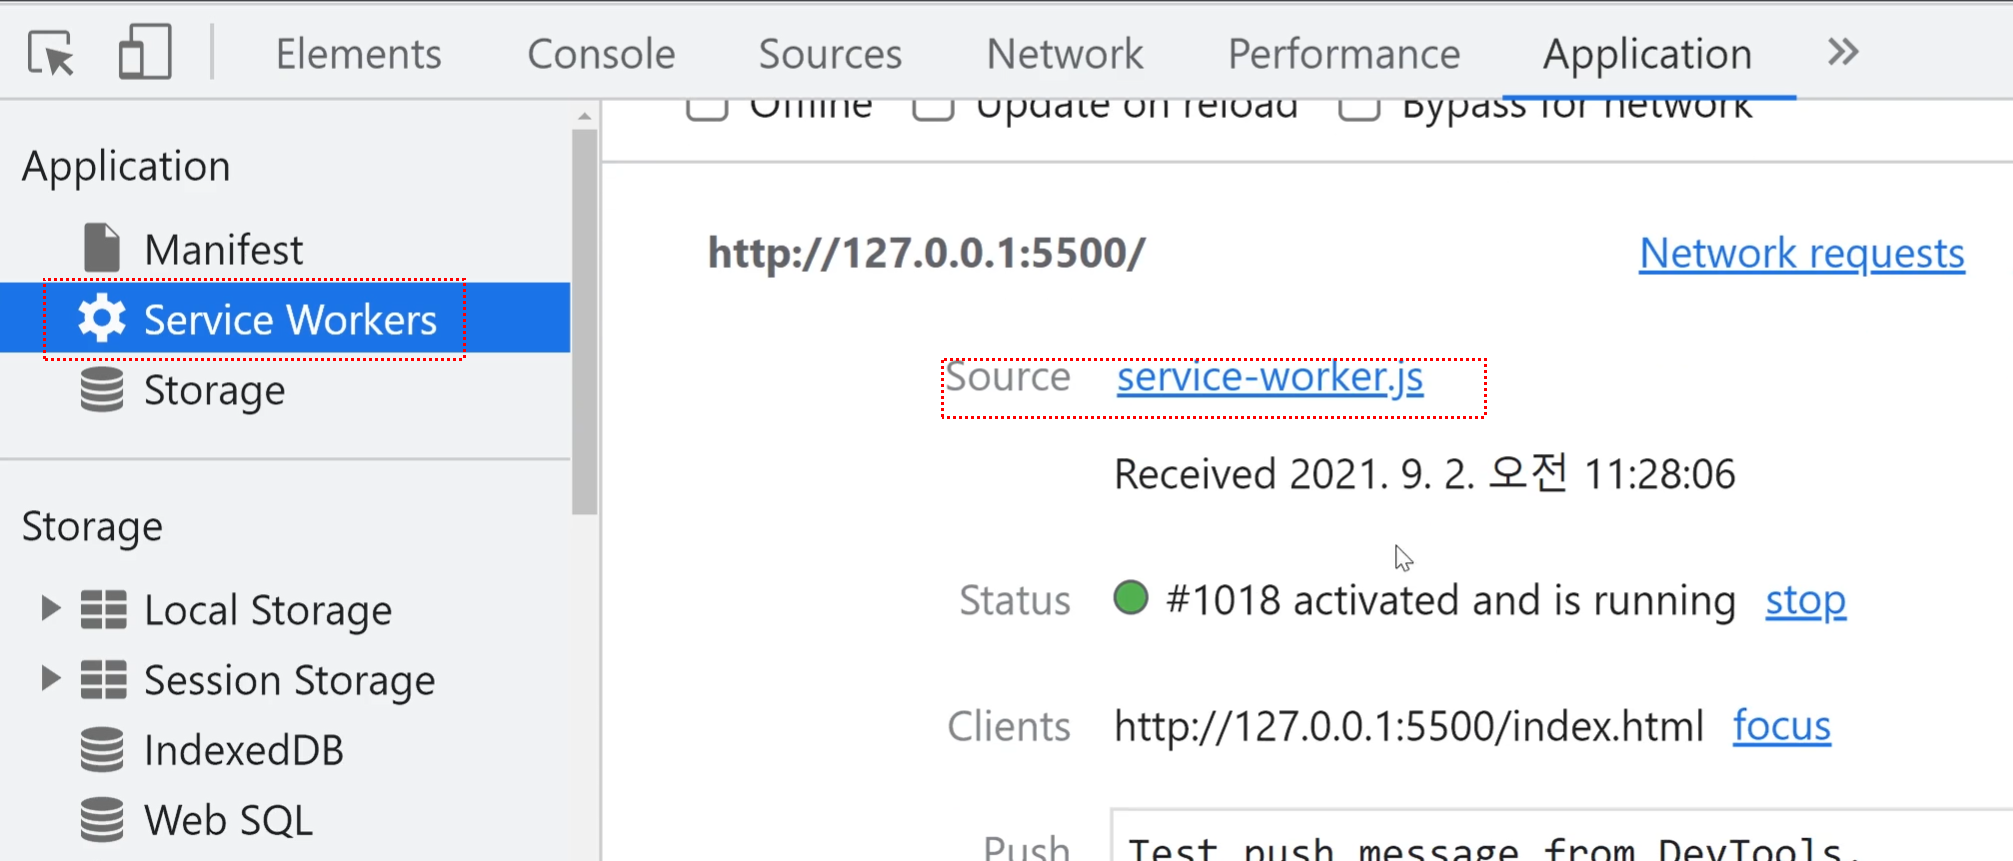 Elements Console Sources Network Performance Application
Offline Update on reload Bypass for network
Application
Manifest
Service Workers
Storage
Storage
Local Storage
Session Storage
IndexedDB
Web SQL
http://127.0.0.1:5500/ Network requests
Source service-worker.js
Received 2021. 9. 2. 오전 11:28:06
Status #1018 activated and is running stop
Clients http://127.0.0.1:5500/index.html focus
Push Test push message from DevTools.